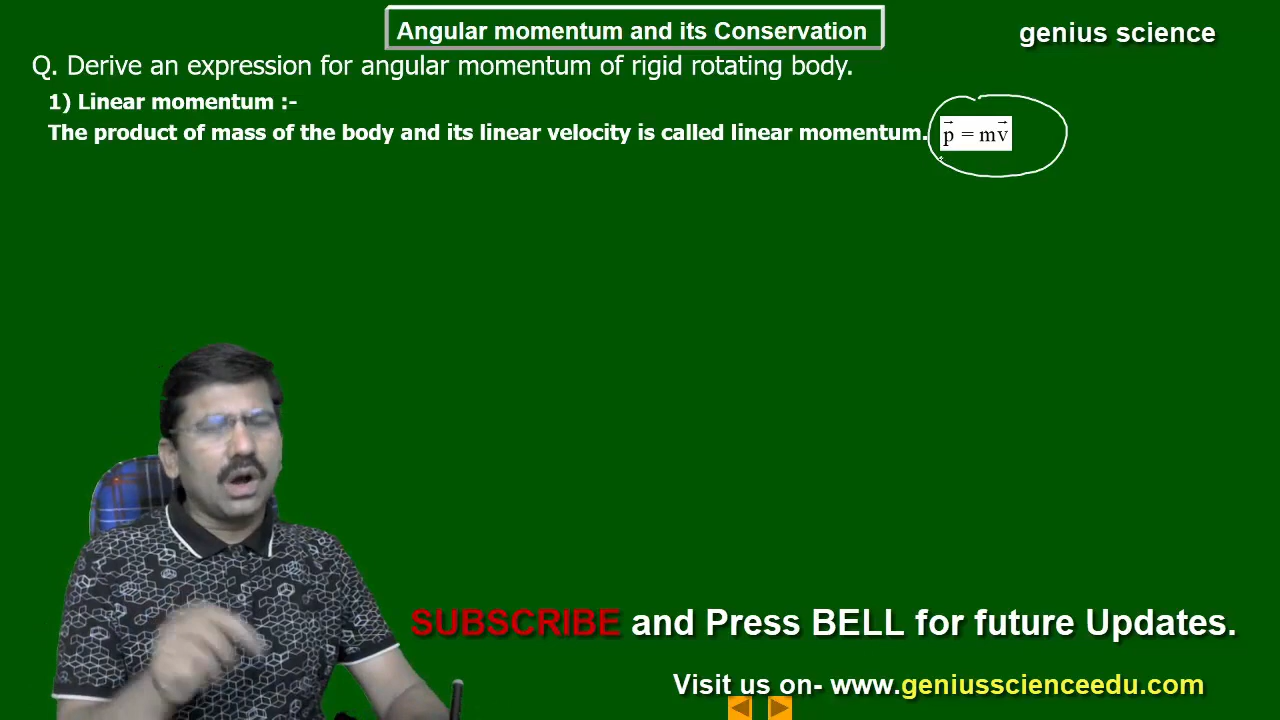 Angular momentum and its Conservation
genius science
Q. Derive an expression for angular momentum of rigid rotating body.
1) Linear momentum :-
The product of mass of the body and its linear velocity is called linear momentum. p⃗ = mv⃗
SUBSCRIBE and Press BELL for future Updates.
Visit us on- www.geniusscienceedu.com